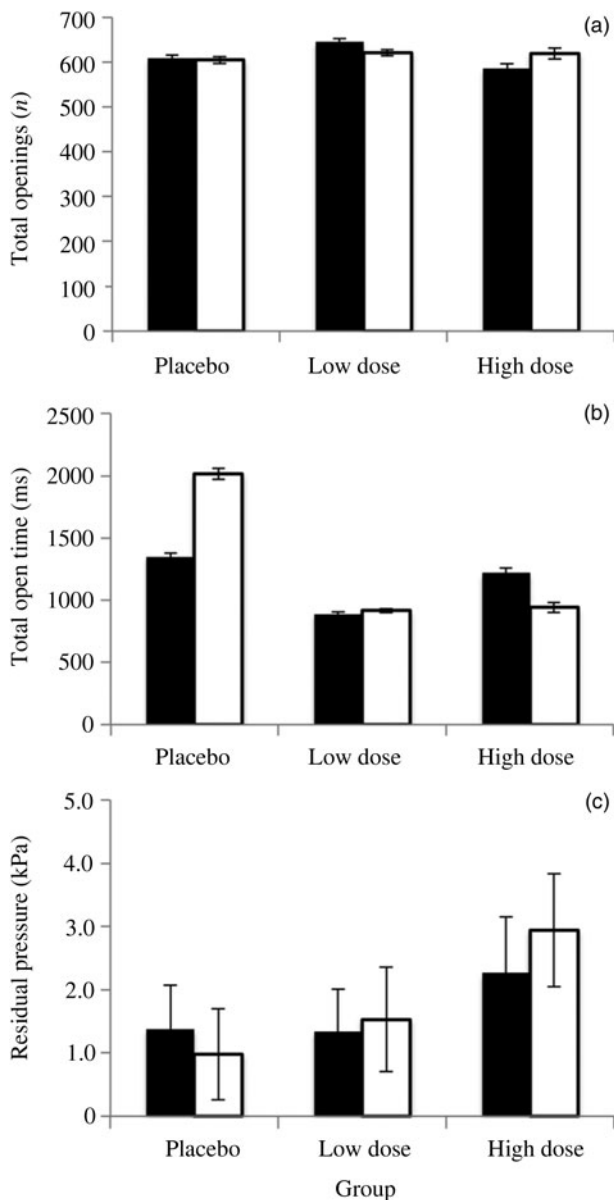 (a)
Total openings (n)
700
600
500
400
300
200
100
0
Placebo Low dose High dose
(b)
Total open time (ms)
2500
2000
1500
1000
500
0
Placebo Low dose High dose
(c)
Residual pressure (kPa)
5.0
4.0
3.0
2.0
1.0
0
Placebo Low dose High dose
Group